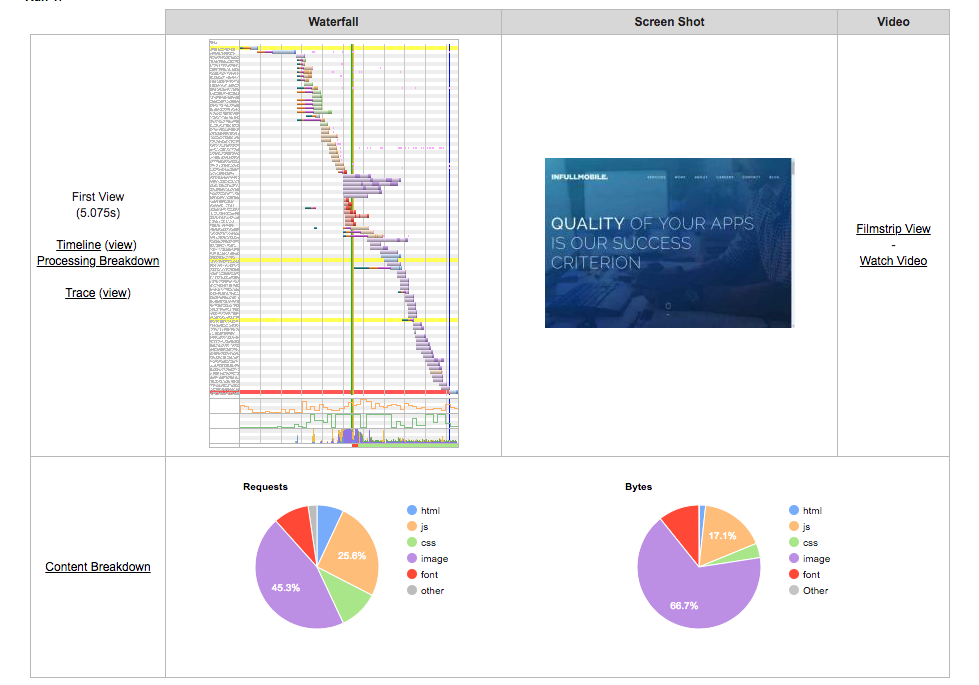 Waterfall
Screen Shot
Video
First View
(5.075s)
Timeline (view)
Processing Breakdown
Trace (view)
INFULLMOBILE.
SERVICES WORK ABOUT CAREERS CONTACT BLOG
QUALITY OF YOUR APPS
IS OUR SUCCESS
CRITERION
Filmstrip View
-
Watch Video
Content Breakdown
Requests
25.6%
45.3%
html
js
css
image
font
other
Bytes
17.1%
66.7%
html
js
css
image
font
Other